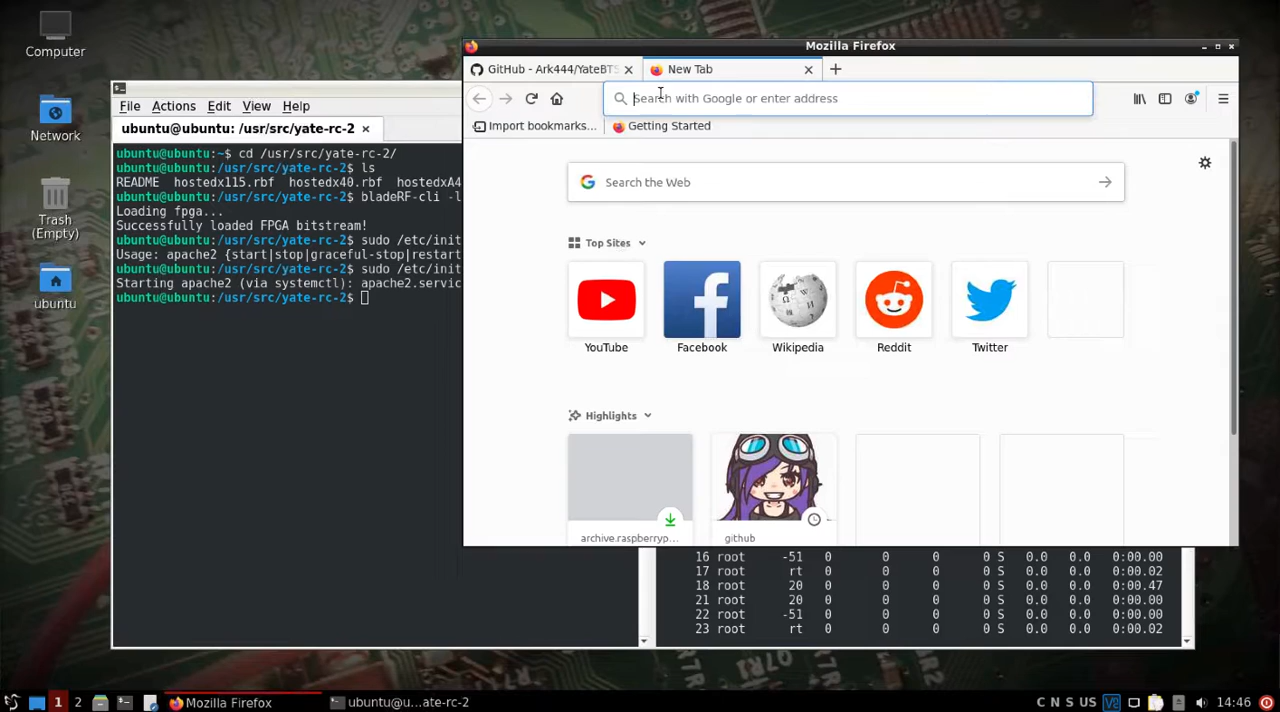 Computer
Network
Trash
(Empty)
ubuntu
File Actions Edit View Help
ubuntu@ubuntu: /usr/src/yate-rc-2
ubuntu@ubuntu:~$ cd /usr/src/yate-rc-2/
ubuntu@ubuntu:/usr/src/yate-rc-2$ ls
README hostedx115.rbf hostedx40.rbf hostedxA4
ubuntu@ubuntu:/usr/src/yate-rc-2$ bladeRF-cli -l
Loading fpga...
Successfully loaded FPGA bitstream!
ubuntu@ubuntu:/usr/src/yate-rc-2$ sudo /etc/init
Usage: apache2 {start|stop|graceful-stop|restart
ubuntu@ubuntu:/usr/src/yate-rc-2$ sudo /etc/init
Starting apache2 (via systemctl): apache2.servic
ubuntu@ubuntu:/usr/src/yate-rc-2$
Mozilla Firefox
GitHub - Ark444/YateBTS
New Tab
Search with Google or enter address
Import bookmarks...
Getting Started
Search the Web
Top Sites
YouTube
Facebook
Wikipedia
Reddit
Twitter
Highlights
archive.raspberryp...
github
16 root -51 0 0 0 S 0.0 0.0 0:00.00
17 root rt 0 0 0 S 0.0 0.0 0:00.02
18 root 20 0 0 0 S 0.0 0.0 0:00.47
21 root 20 0 0 0 S 0.0 0.0 0:00.00
22 root -51 0 0 0 S 0.0 0.0 0:00.00
23 root rt 0 0 0 S 0.0 0.0 0:00.02
1 2 Mozilla Firefox ubuntu@u...ate-rc-2 C N S US 14:46